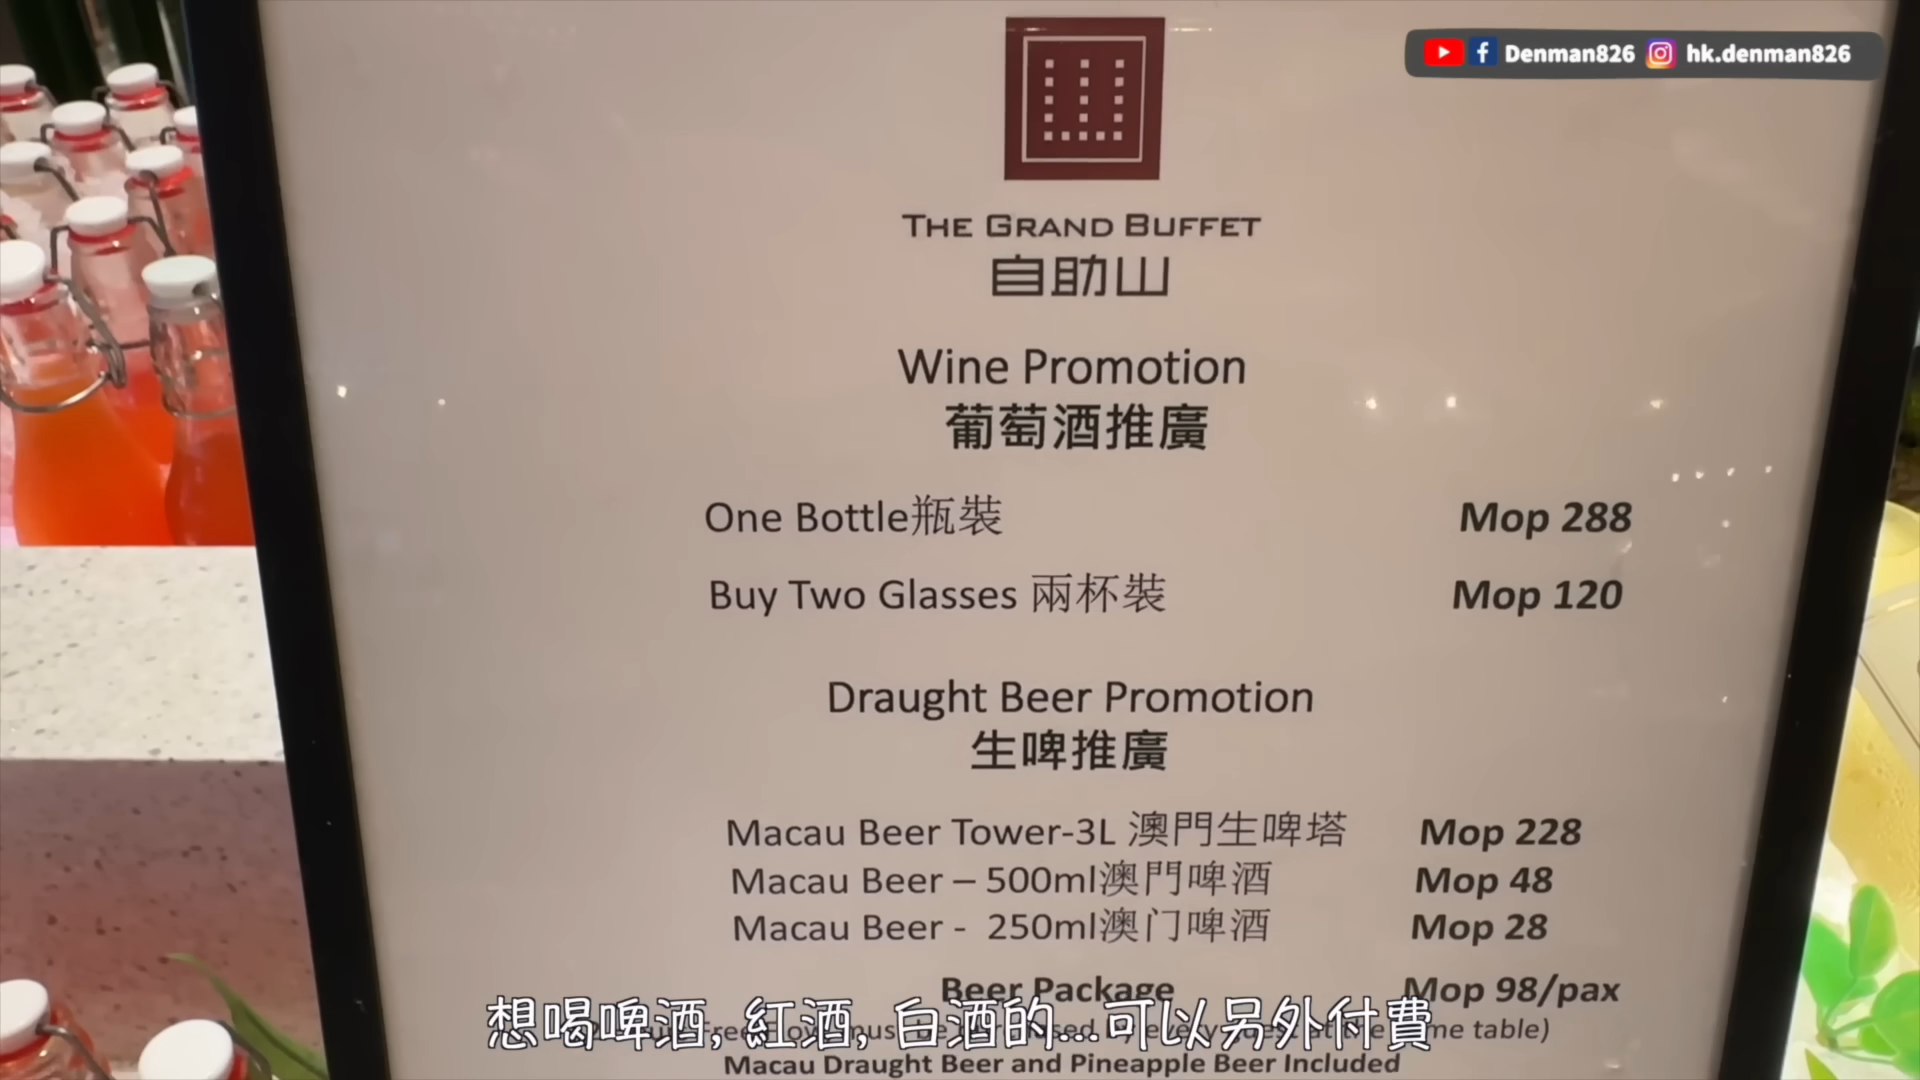 Denman826 hk.denman826
THE GRAND BUFFET
自助山
Wine Promotion
葡萄酒推廣
One Bottle瓶裝 Mop 288
Buy Two Glasses 兩杯裝 Mop 120
Draught Beer Promotion
生啤推廣
Macau Beer Tower-3L 澳門生啤塔 Mop 228
Macau Beer – 500ml澳門啤酒 Mop 48
Macau Beer - 250ml澳门啤酒 Mop 28
Beer Package Mop 98/pax
想喝啤酒, 紅酒, 白酒的...可以另外付費
table)
Macau Draught Beer and Pineapple Beer Included